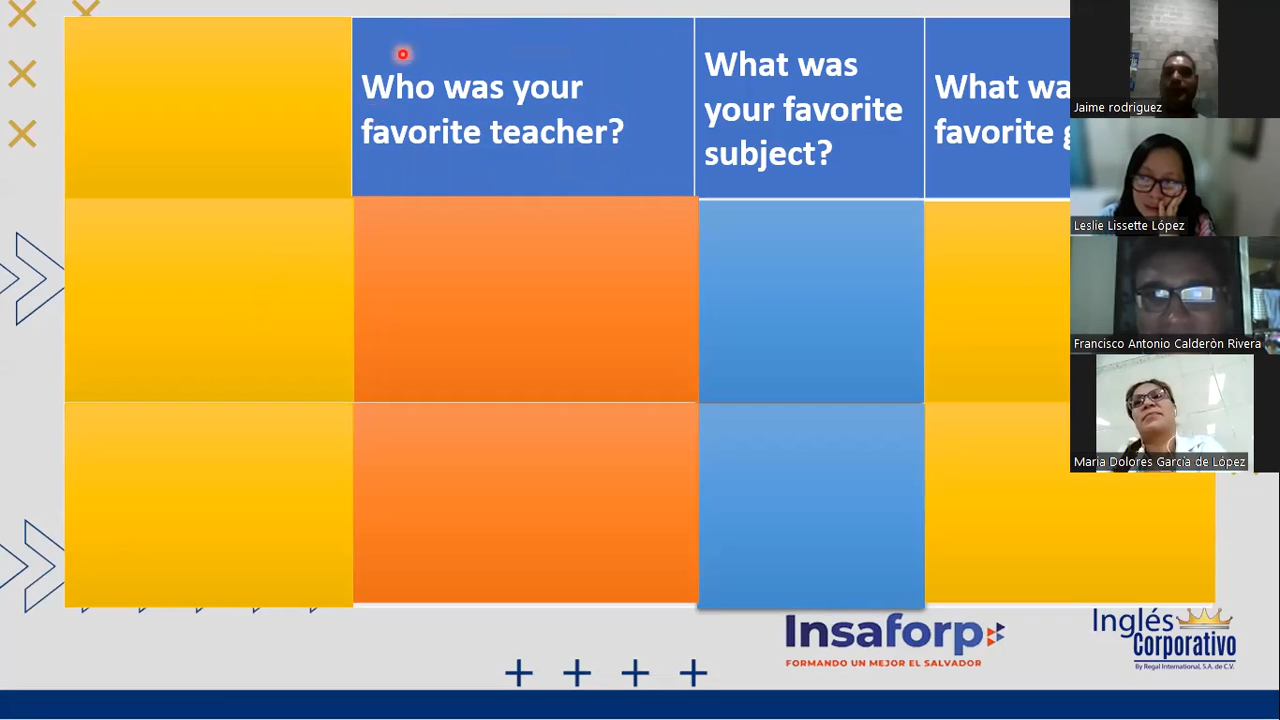 Who was your
favorite teacher?
What was
your favorite
subject?
What wa
favorite
Jaime rodriguez
Leslie Lissette López
Francisco Antonio Calderòn Rivera
Maria Dolores García de López
Insaforp
FORMANDO UN MEJOR EL SALVADOR
Inglés
Corporativo
By Regal International, S.A. de C.V.